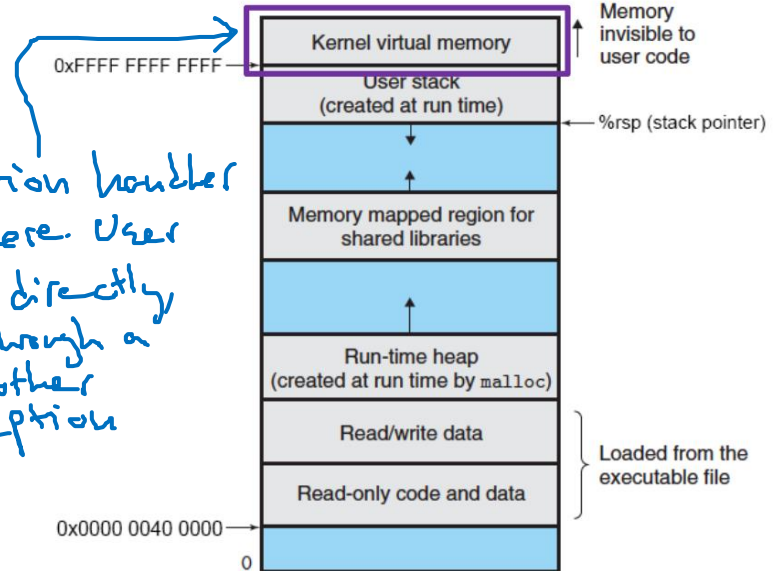 Memory
invisible to
user code
Kernel virtual memory
0xFFFF FFFF FFFF
User stack
(created at run time)
%rsp (stack pointer)
tion handler
ere. User
directly
through a
other
ption
Memory mapped region for
shared libraries
Run-time heap
(created at run time by malloc)
Read/write data
Loaded from the
executable file
Read-only code and data
0x0000 0040 0000
0